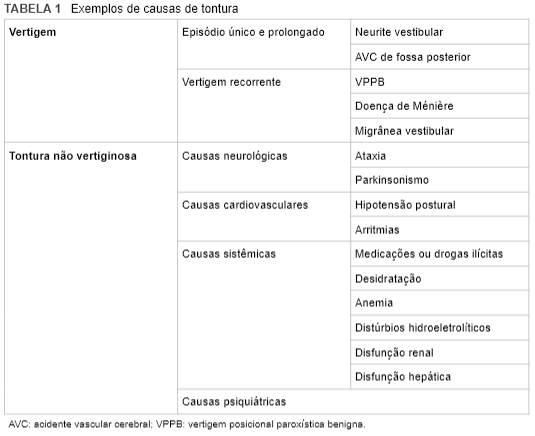 TABELA 1 Exemplos de causas de tontura
Vertigem Episódio único e prolongado Neurite vestibular
AVC de fossa posterior
Vertigem recorrente VPPB
Doença de Ménière
Migrânea vestibular
Tontura não vertiginosa Causas neurológicas Ataxia
Parkinsonismo
Causas cardiovasculares Hipotensão postural
Arritmias
Causas sistêmicas Medicações ou drogas ilícitas
Desidratação
Anemia
Distúrbios hidroeletrolíticos
Disfunção renal
Disfunção hepática
Causas psiquiátricas
AVC: acidente vascular cerebral; VPPB: vertigem posicional paroxística benigna.